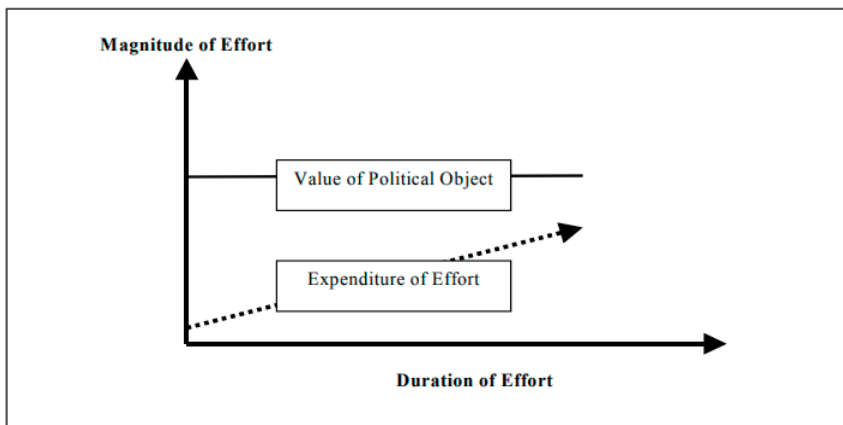 Magnitude of Effort
Value of Political Object
Expenditure of Effort
Duration of Effort